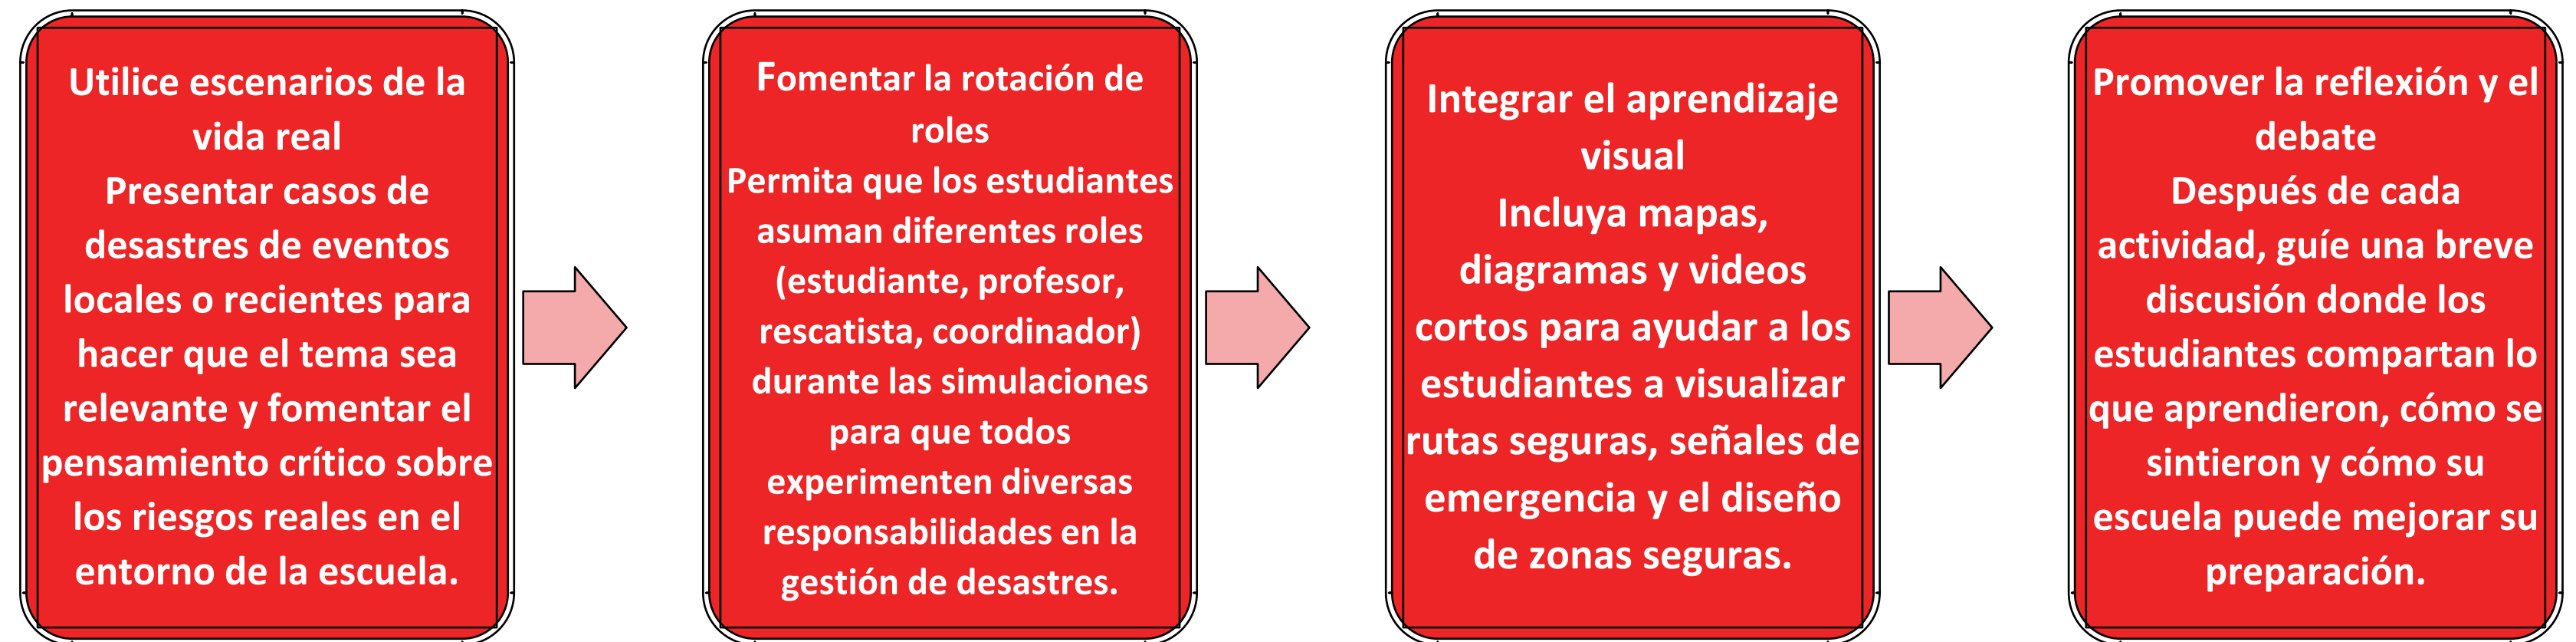 Utilice escenarios de la
vida real
Presentar casos de
desastres de eventos
locales o recientes para
hacer que el tema sea
relevante y fomentar el
pensamiento crítico sobre
los riesgos reales en el
entorno de la escuela.
Fomentar la rotación de
roles
Permita que los estudiantes
asuman diferentes roles
(estudiante, profesor,
rescatista, coordinador)
durante las simulaciones
para que todos
experimenten diversas
responsabilidades en la
gestión de desastres.
Integrar el aprendizaje
visual
Incluya mapas,
diagramas y videos
cortos para ayudar a los
estudiantes a visualizar
rutas seguras, señales de
emergencia y el diseño
de zonas seguras.
Promover la reflexión y el
debate
Después de cada
actividad, guíe una breve
discusión donde los
estudiantes compartan lo
que aprendieron, cómo se
sintieron y cómo su
escuela puede mejorar su
preparación.